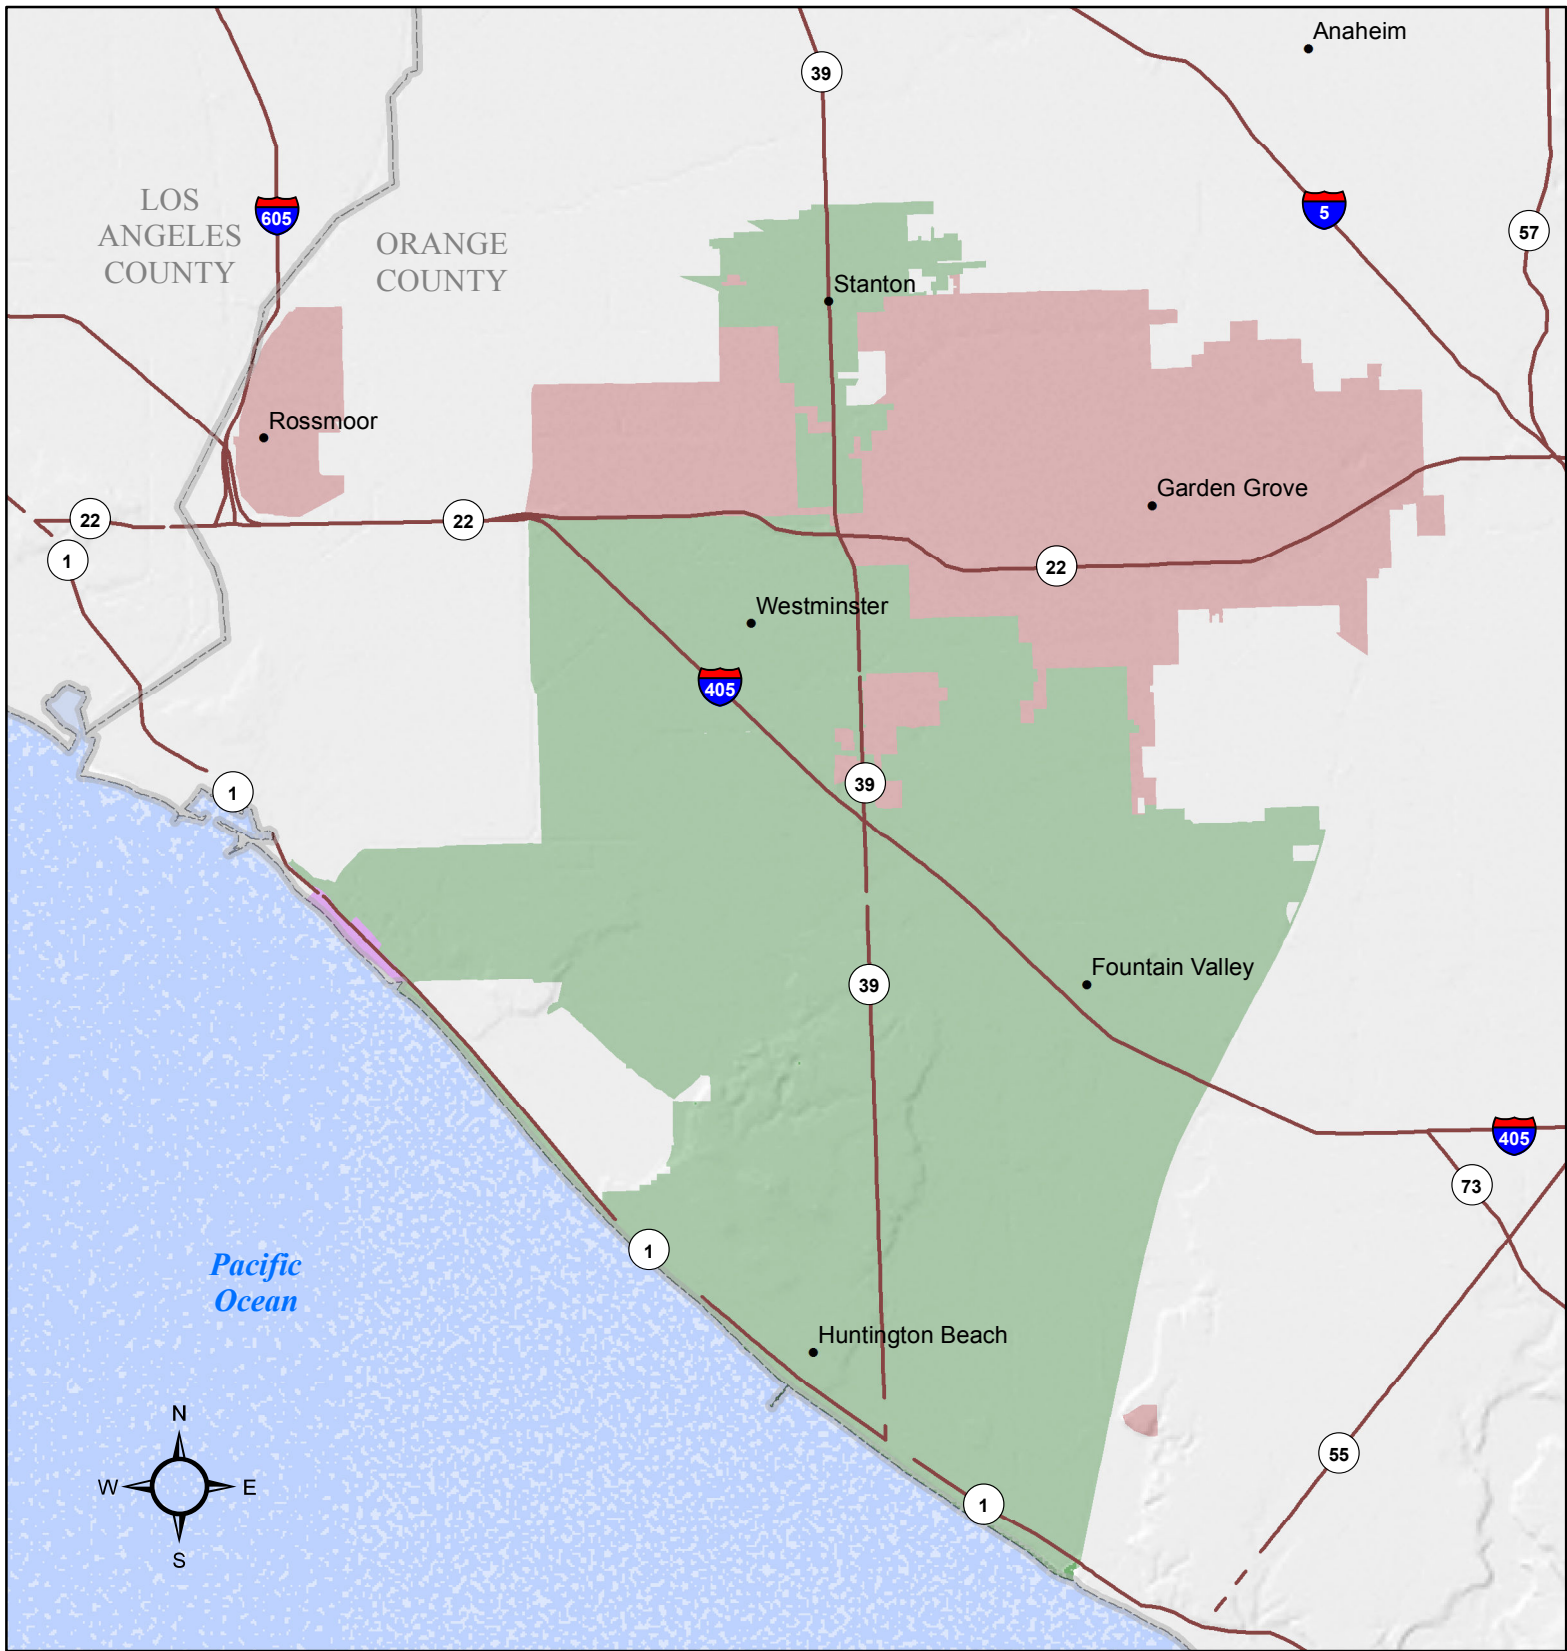 Anaheim
39
LOS
ANGELES
COUNTY
605
ORANGE
COUNTY
5
57
Stanton
Rossmoor
Garden Grove
22
22
1
22
Westminster
405
39
1
Fountain Valley
39
405
73
1
Pacific
Ocean
Huntington Beach
N
W
E
S
55
1